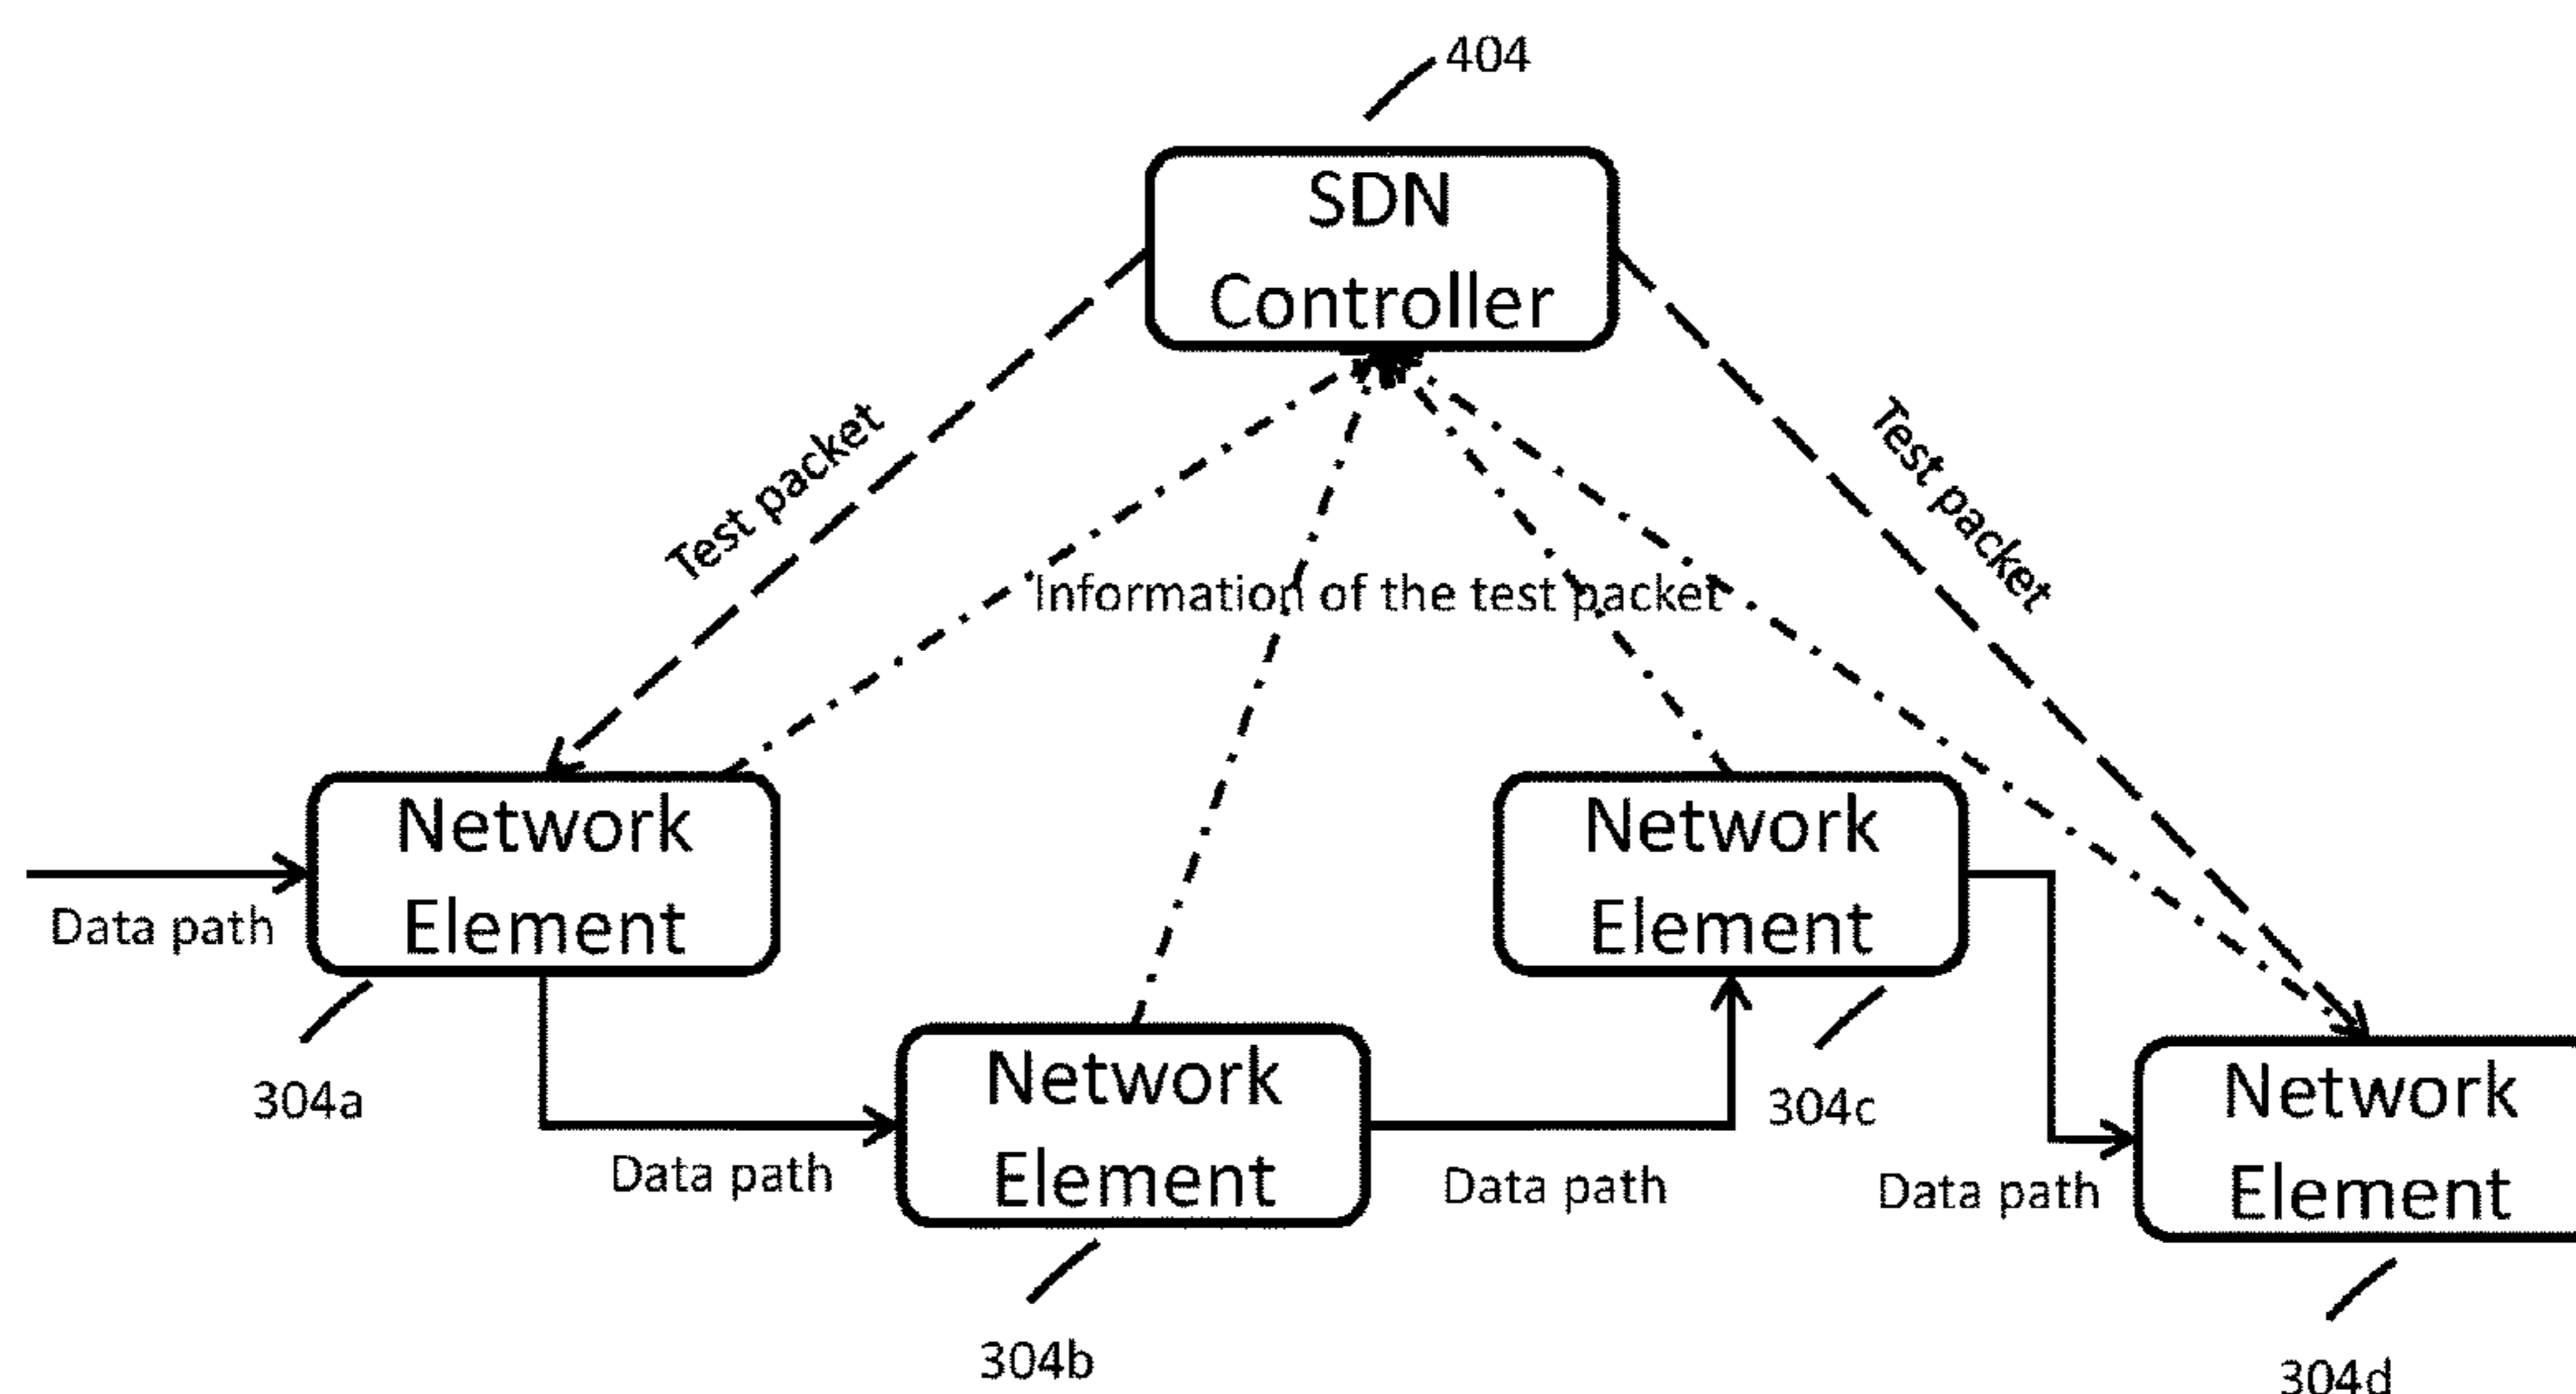 404
SDN
Controller
Test packet
Test packet
Information of the test packet
Network
Element
Network
Element
Data path
304a
Network
Element
304c
Network
Element
Data path
Data path
Data path
304b
304d